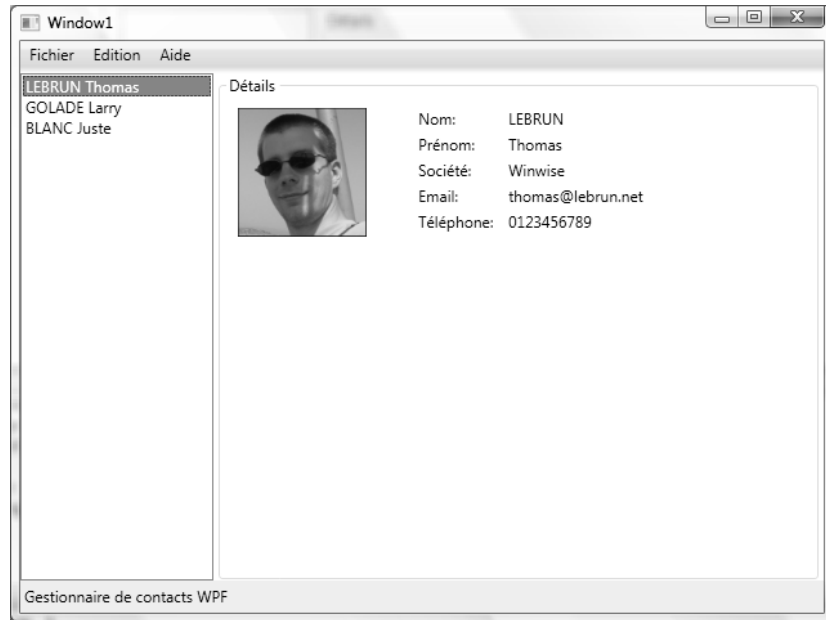 Window1
Fichier Edition Aide
LEBRUN Thomas
GOLADE Larry
BLANC Juste
Détails
Nom: LEBRUN
Prénom: Thomas
Société: Winwise
Email: thomas@lebrun.net
Téléphone: 0123456789
Gestionnaire de contacts WPF